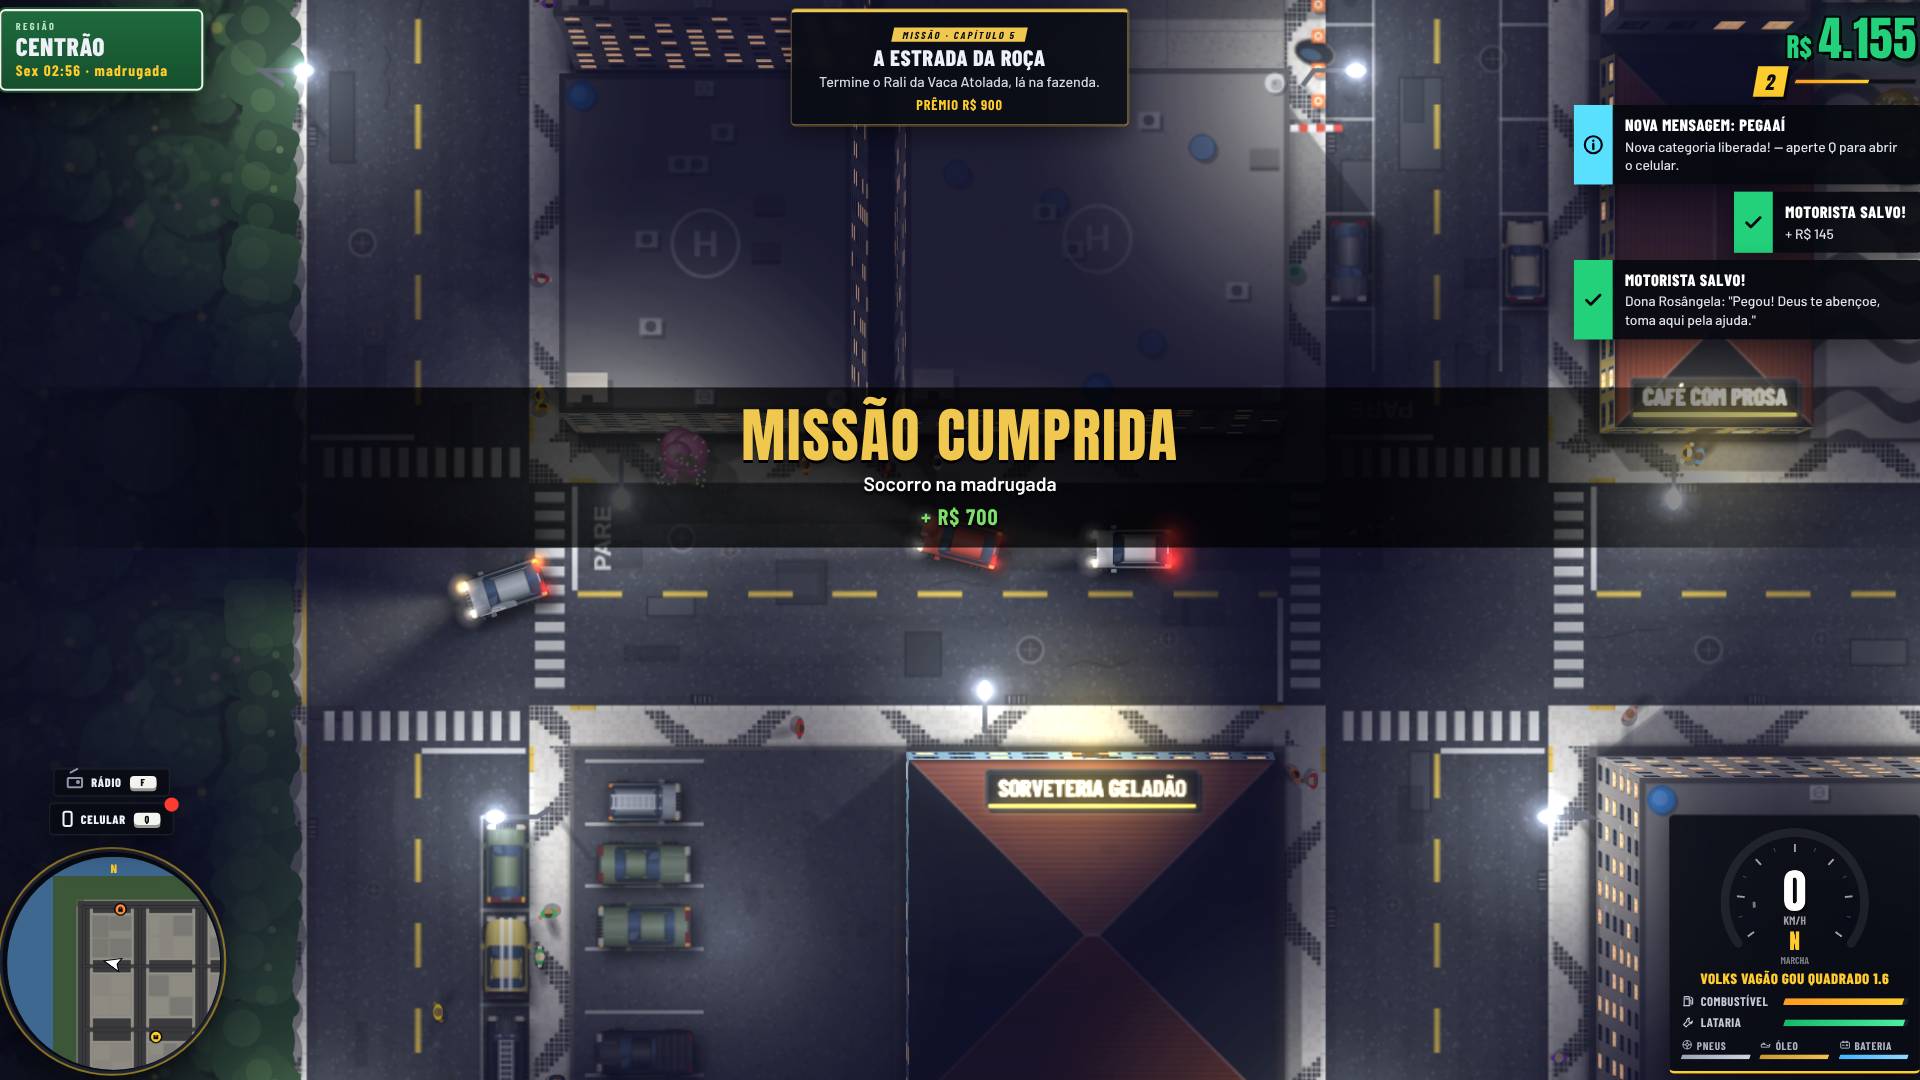 REGIÃO
CENTRÃO
Sex 02:56 · madrugada
MISSÃO · CAPÍTULO 5
A ESTRADA DA ROÇA
Termine o Rali da Vaca Atolada, lá na fazenda.
PRÊMIO R$ 900
R$ 4.155
2
NOVA MENSAGEM: PEGAAÍ
Nova categoria liberada! — aperte Q para abrir
o celular.
MOTORISTA SALVO!
+ R$ 145
MOTORISTA SALVO!
Dona Rosângela: "Pegou! Deus te abençoe,
toma aqui pela ajuda."
H
H
CAFÉ COM PROSA
PARE
MISSÃO CUMPRIDA
Socorro na madrugada
+ R$ 700
PARE
SORVETERIA GELADÃO
RÁDIO F
CELULAR Q
N
0
KM/H
N
MARCHA
VOLKS VAGÃO GOU QUADRADO 1.6
COMBUSTÍVEL
LATARIA
PNEUS
ÓLEO
BATERIA